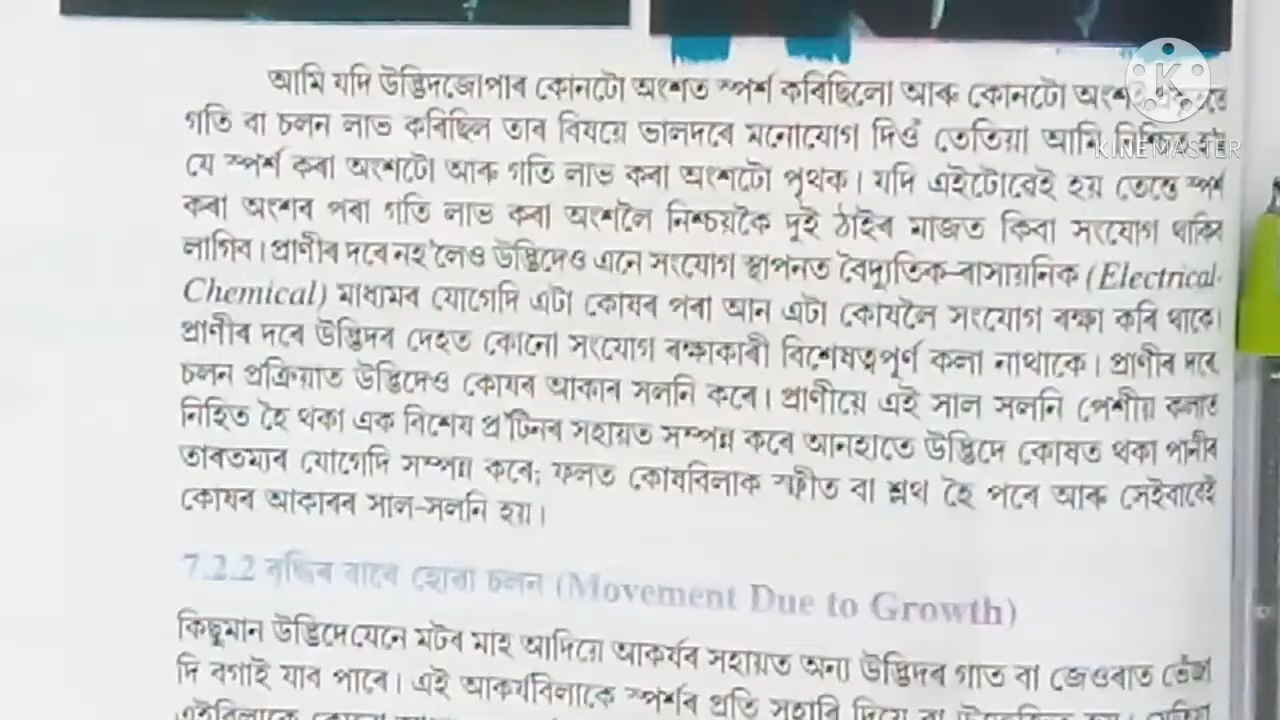 আমি যদি উদ্ভিদজোপাৰ কোনটো অংশত স্পৰ্শ কৰিছিলো আৰু কোনটো
গতি বা চলন লাভ কৰিছিল তাৰ বিষয়ে ভালদৰে মনোযোগ দিওঁ তেতিয়া আমি নিশ্চিত
যে স্পৰ্শ কৰা অংশটো আৰু গতি লাভ কৰা অংশটো পৃথক। যদি এইটোৱেই হয় তেন্তে স্পৰ্শ
কৰা অংশৰ পৰা গতি লাভ কৰা অংশলৈ নিশ্চয়কৈ দুই ঠাইৰ মাজত কিবা সংযোগ থাকিব
লাগিব। প্ৰাণীৰ দৰে নহ'লেও উদ্ভিদেও এনে সংযোগ স্থাপনত বৈদ্যুতিক-ৰাসায়নিক (Electrical-
Chemical) মাধ্যমৰ যোগেদি এটা কোষৰ পৰা আন এটা কোষলৈ সংযোগ ৰক্ষা কৰি থাকে।
প্ৰাণীৰ দৰে উদ্ভিদৰ দেহত কোনো সংযোগ ৰক্ষাকাৰী বিশেষত্বপূৰ্ণ কলা নাথাকে। প্ৰাণীৰ দৰে,
চলন প্ৰক্ৰিয়াত উদ্ভিদেও কোষৰ আকাৰ সলনি কৰে। প্ৰাণীয়ে এই সাল সলনি পেশীয় কলাত
নিহিত হৈ থকা এক বিশেষ প্ৰ'টিনৰ সহায়ত সম্পন্ন কৰে আনহাতে উদ্ভিদে কোষত থকা পানীৰ
তাৰতম্যৰ যোগেদি সম্পন্ন কৰে; ফলত কোষবিলাক স্ফীত বা শ্লথ হৈ পৰে আৰু সেইবাবেই
কোষৰ আকাৰৰ সাল-সলনি হয়।
7.2.2 বৃদ্ধিৰ বাবে হোৱা চলন (Movement Due to Growth)
কিছুমান উদ্ভিদে যেনে মটৰ মাহ আদিয়ে আকৰ্ষৰ সহায়ত অন্য উদ্ভিদৰ গাত বা জেওৰাত ভেঁজা
দি বগাই যাব পাৰে। এই আকৰ্ষবিলাকে স্পৰ্শৰ প্ৰতি সহাৰি দিয়ে বা
এইবিলাকে
KINEMASTER